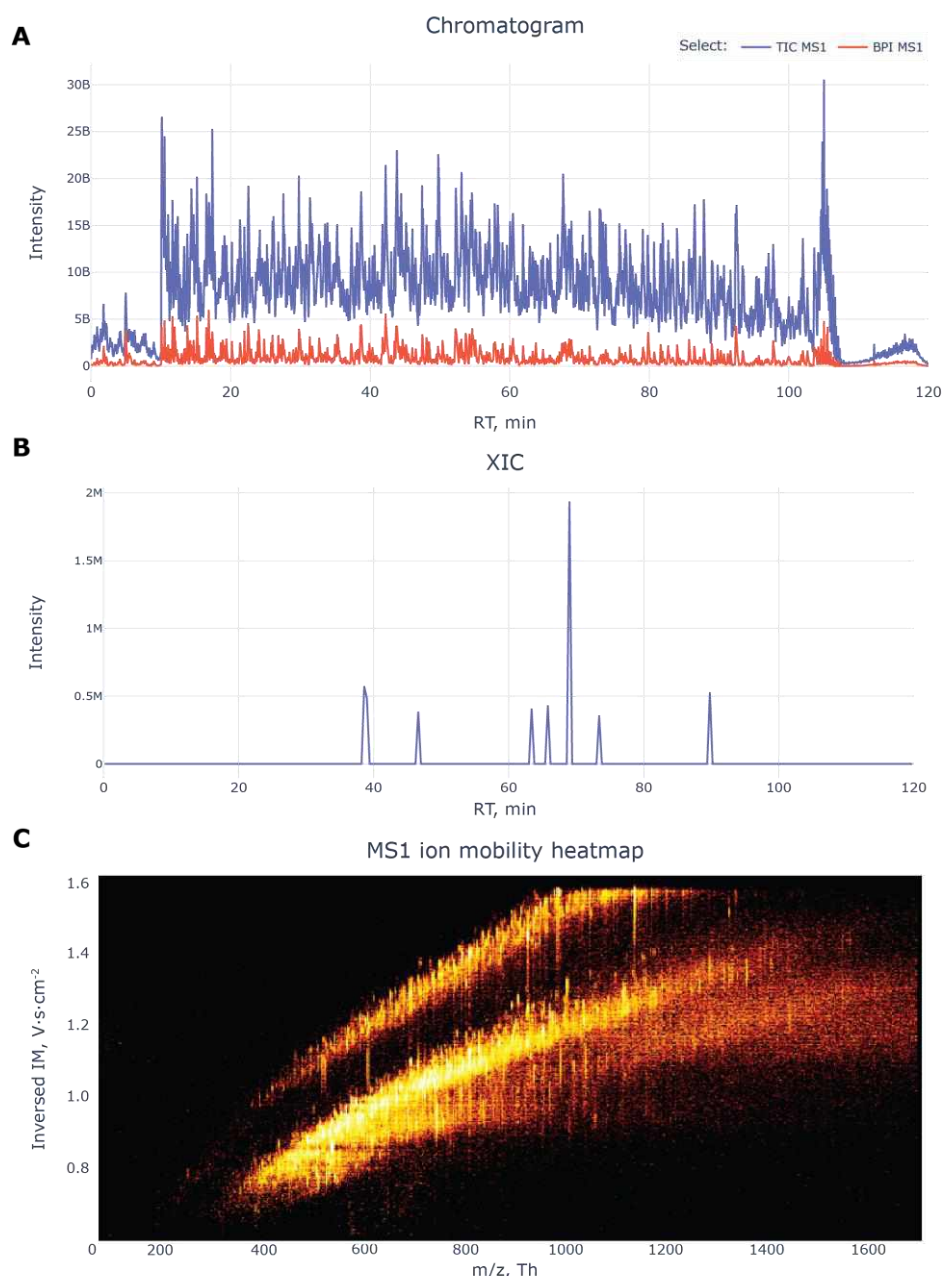 A
Chromatogram
Select: TIC MS1 BPI MS1
30B
25B
20B
15B
10B
5B
0
Intensity
0 20 40 60 80 100 120
RT, min
B
XIC
2M
1.5M
1M
0.5M
0
Intensity
0 20 40 60 80 100 120
RT, min
C
MS1 ion mobility heatmap
1.6
1.4
1.2
1.0
0.8
Inversed IM, V·s·cm⁻²
0 200 400 600 800 1000 1200 1400 1600
m/z, Th